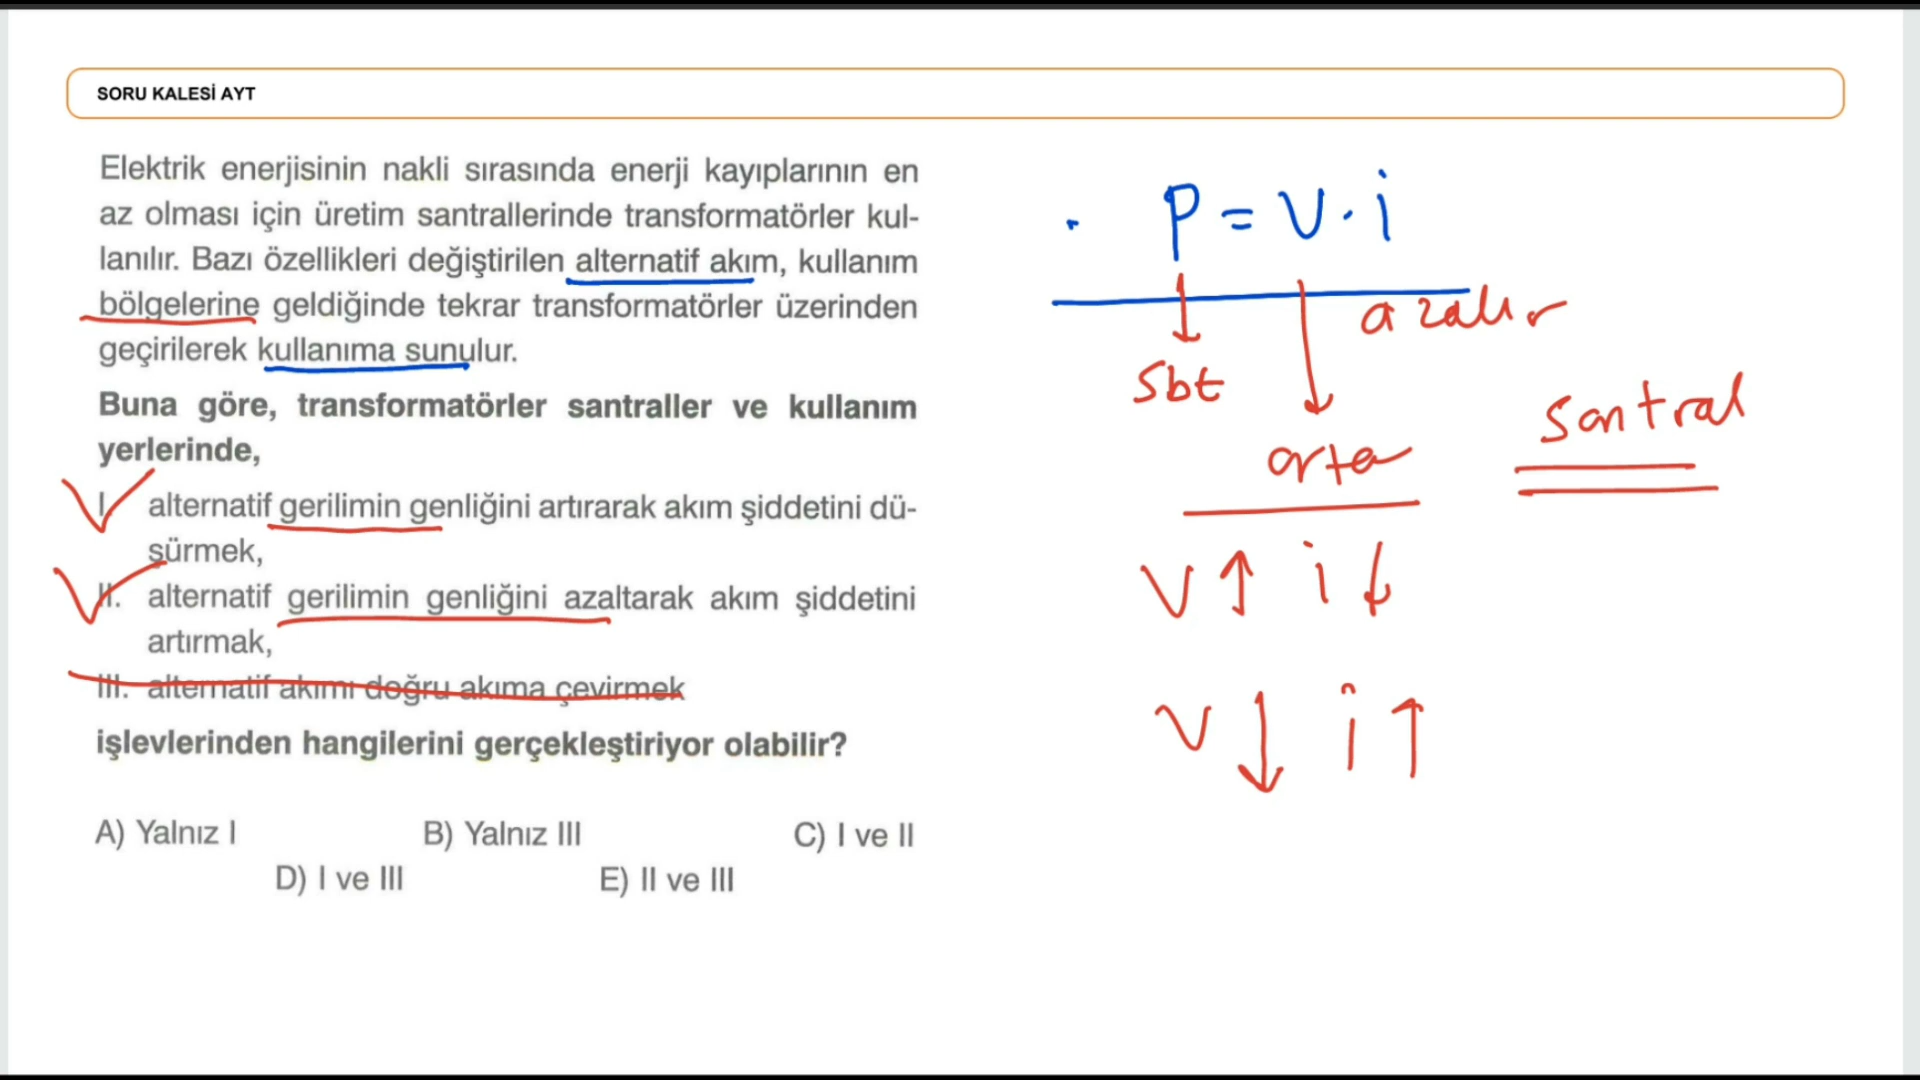 SORU KALESİ AYT
Elektrik enerjisinin nakli sırasında enerji kayıplarının en
az olması için üretim santrallerinde transformatörler kul-
lanılır. Bazı özellikleri değiştirilen alternatif akım, kullanım
bölgelerine geldiğinde tekrar transformatörler üzerinden
geçirilerek kullanıma sunulur.
Buna göre, transformatörler santraller ve kullanım
yerlerinde,
I. alternatif gerilimin genliğini artırarak akım şiddetini dü-
şürmek,
II. alternatif gerilimin genliğini azaltarak akım şiddetini
artırmak,
III. alternatif akımı doğru akıma çevirmek
işlevlerinden hangilerini gerçekleştiriyor olabilir?
A) Yalnız I B) Yalnız III C) I ve II
D) I ve III E) II ve III
P = V · i
azalır
Sbt
artar
Santral
V ↑ i ↓
V ↓ i ↑